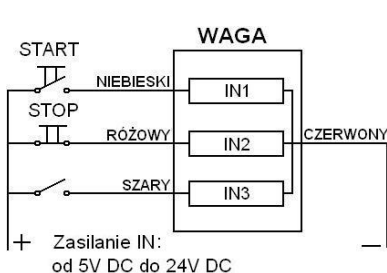 WAGA
START
NIEBIESKI
IN1
STOP
RÓŻOWY
IN2
CZERWONY
SZARY
IN3
+ Zasilanie IN: —
od 5V DC do 24V DC